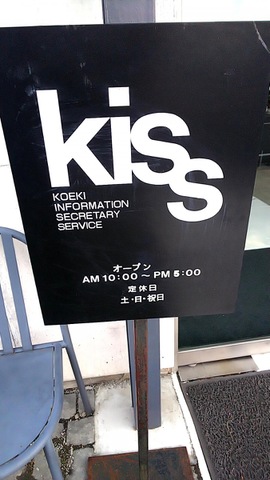 kiss
KOEKI
INFORMATION
SECRETARY
SERVICE
オープン
AM 10:00～PM 5:00
定休日
土・日・祝日